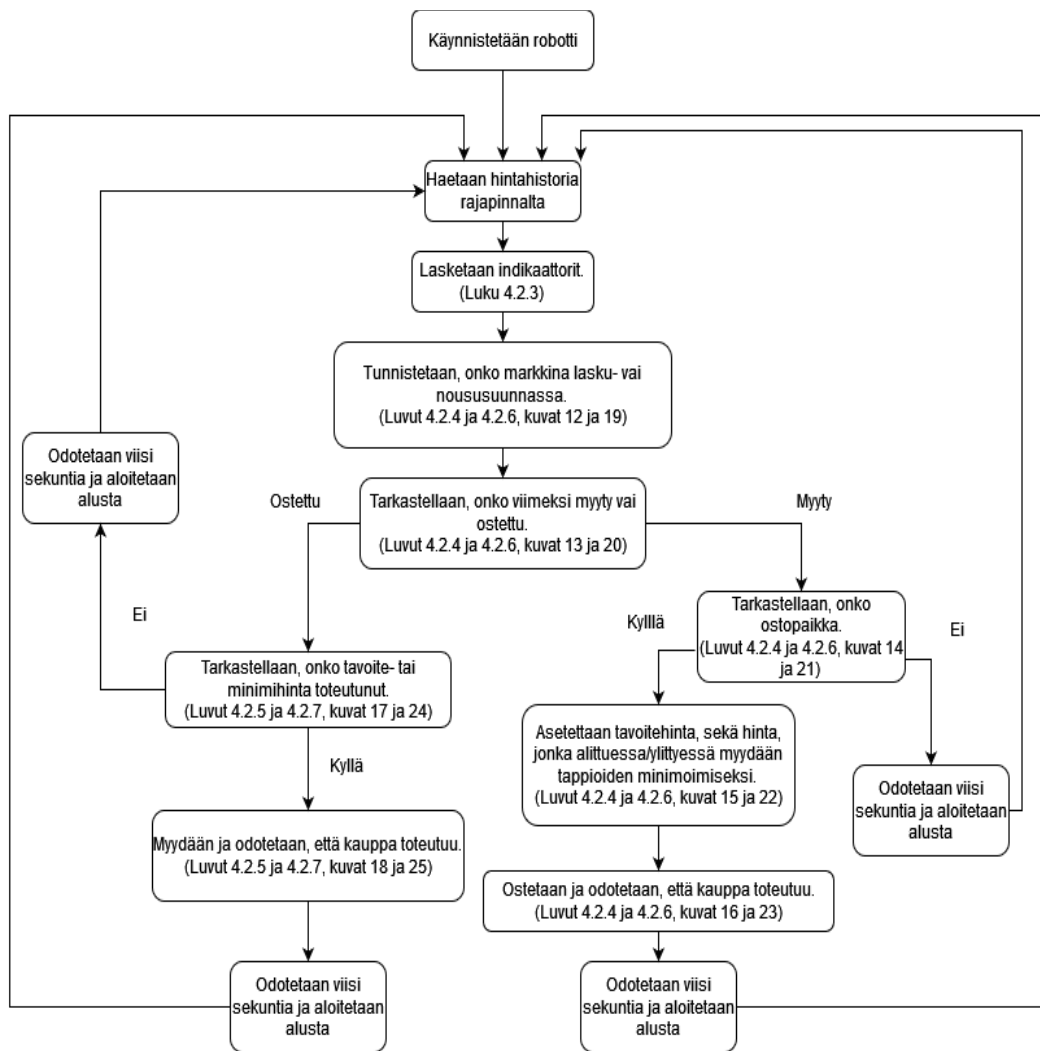 Käynnistetään robotti
Haetaan hintahistoria
rajapinnalta
Lasketaan indikaattorit.
(Luku 4.2.3)
Tunnistetaan, onko markkina lasku- vai
noususuunnassa.
(Luvut 4.2.4 ja 4.2.6, kuvat 12 ja 19)
Odotetaan viisi
sekuntia ja aloitetaan
alusta
Ostettu
Tarkastellaan, onko viimeksi myyty vai
ostettu.
(Luvut 4.2.4 ja 4.2.6, kuvat 13 ja 20)
Myyty
Ei
Tarkastellaan, onko tavoite- tai
minimihinta toteutunut.
(Luvut 4.2.5 ja 4.2.7, kuvat 17 ja 24)
Kylllä
Tarkastellaan, onko
ostopaikka.
(Luvut 4.2.4 ja 4.2.6, kuvat 14
ja 21)
Ei
Kyllä
Asetettaan tavoitehinta, sekä hinta,
jonka alittuessa/ylittyessä myydään
tappioiden minimoimiseksi.
(Luvut 4.2.4 ja 4.2.6, kuvat 15 ja 22)
Odotetaan viisi
sekuntia ja aloitetaan
alusta
Myydään ja odotetaan, että kauppa toteutuu.
(Luvut 4.2.5 ja 4.2.7, kuvat 18 ja 25)
Ostetaan ja odotetaan, että kauppa toteutuu.
(Luvut 4.2.4 ja 4.2.6, kuvat 16 ja 23)
Odotetaan viisi
sekuntia ja aloitetaan
alusta
Odotetaan viisi
sekuntia ja aloitetaan
alusta